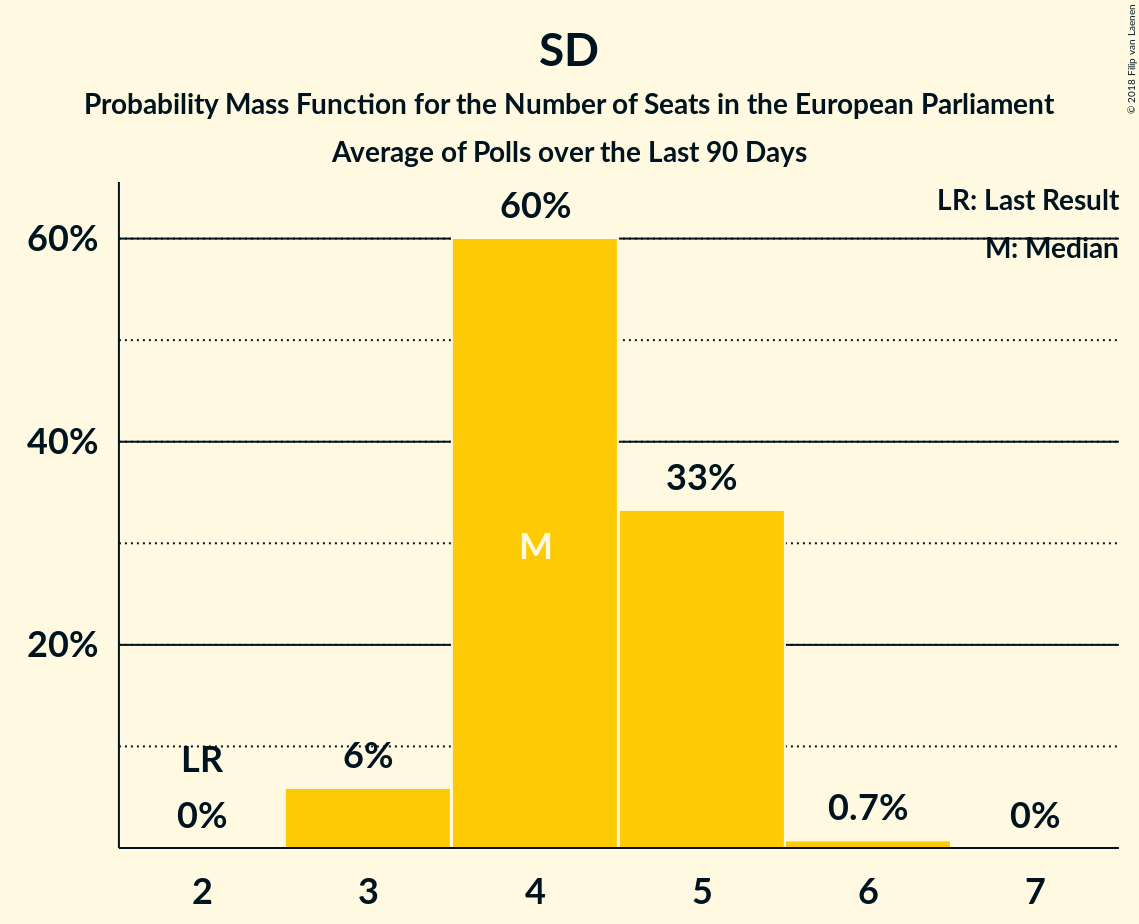 SD
Probability Mass Function for the Number of Seats in the European Parliament
Average of Polls over the Last 90 Days
© 2018 Filip van Laenen
LR: Last Result
M: Median
60%
40%
20%
LR
0%
6%
60%
M
33%
0.7%
0%
2 3 4 5 6 7